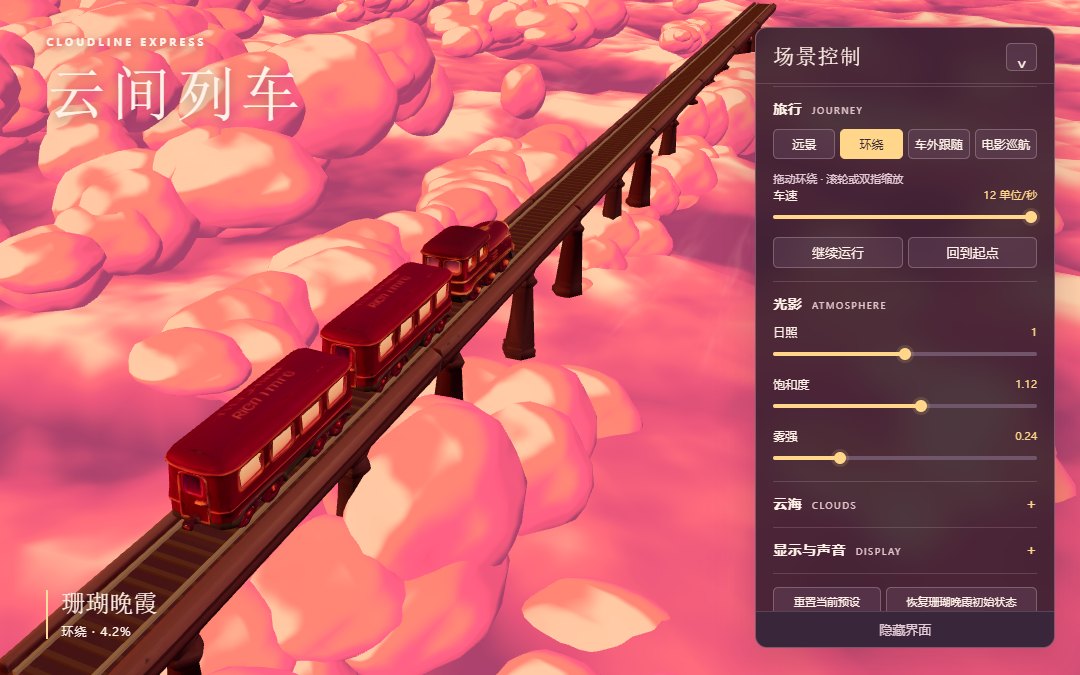 CLOUDLINE EXPRESS
云间列车
场景控制
旅行 JOURNEY
远景 环绕 车外跟随 电影巡航
拖动环绕 · 滚轮或双指缩放
车速 12 单位/秒
继续运行 回到起点
光影 ATMOSPHERE
日照 1
饱和度 1.12
雾强 0.24
云海 CLOUDS +
显示与声音 DISPLAY +
重置当前预设 恢复珊瑚晚霞初始状态
隐藏界面
珊瑚晚霞
环绕 · 4.2%